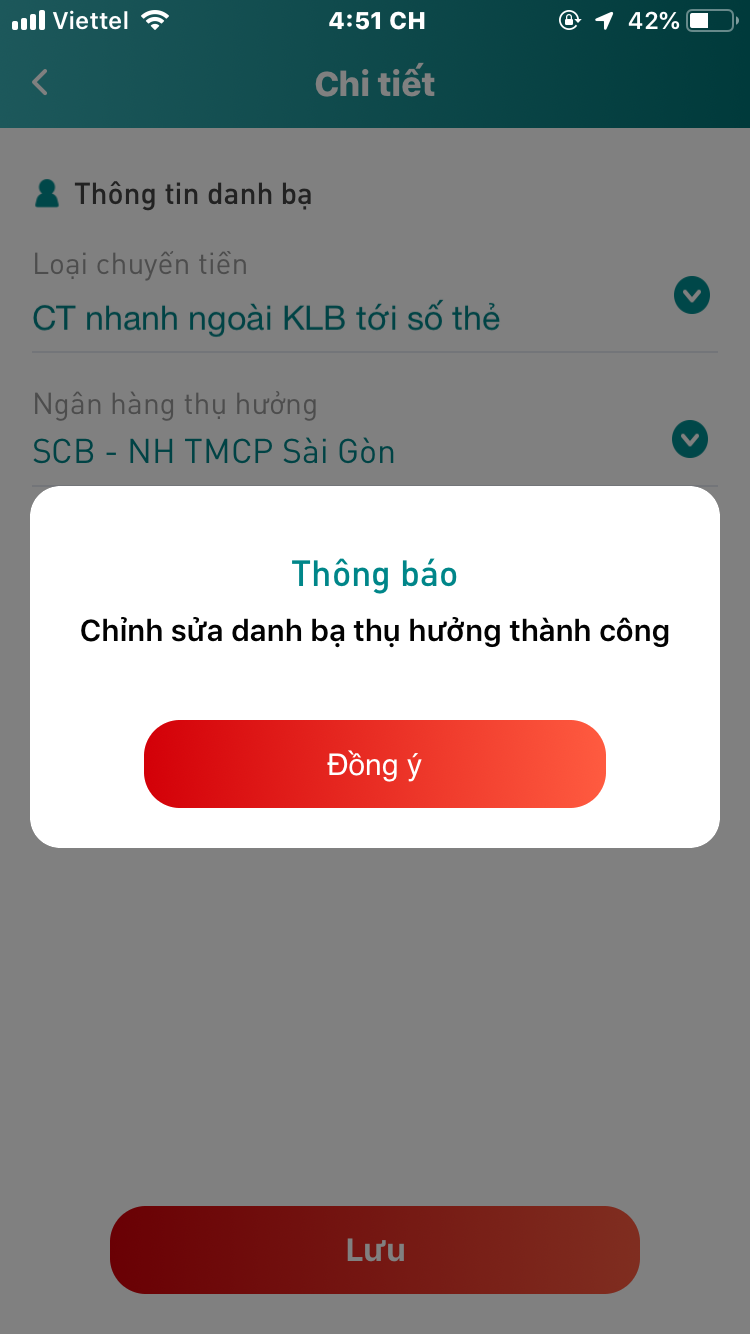 Viettel 4:51 CH 42%
Chi tiết
Thông tin danh bạ
Loại chuyển tiền
CT nhanh ngoài KLB tới số thẻ
Ngân hàng thụ hưởng
SCB - NH TMCP Sài Gòn
Thông báo
Chỉnh sửa danh bạ thụ hưởng thành công
Đồng ý
Lưu